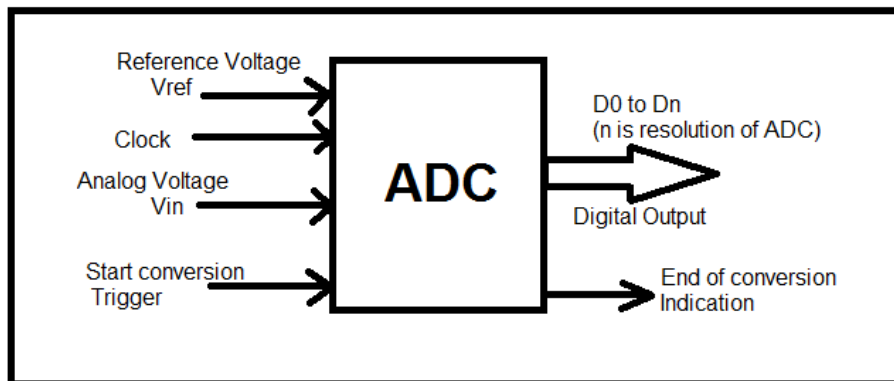 Reference Voltage
Vref
Clock
Analog Voltage
Vin
Start conversion
Trigger
ADC
D0 to Dn
(n is resolution of ADC)
Digital Output
End of conversion
Indication